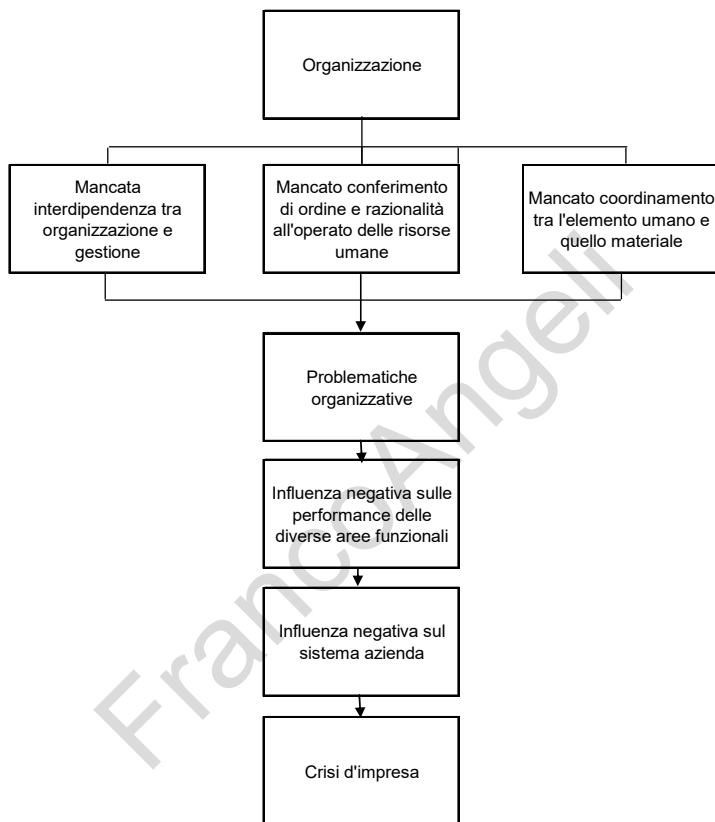 Organizzazione
Mancata
interdipendenza tra
organizzazione e
gestione
Mancato conferimento
di ordine e razionalità
all'operato delle risorse
umane
Mancato coordinamento
tra l'elemento umano e
quello materiale
Problematiche
organizzative
Influenza negativa sulle
performance delle
diverse aree funzionali
Influenza negativa sul
sistema azienda
Crisi d'impresa
FrancoAngeli